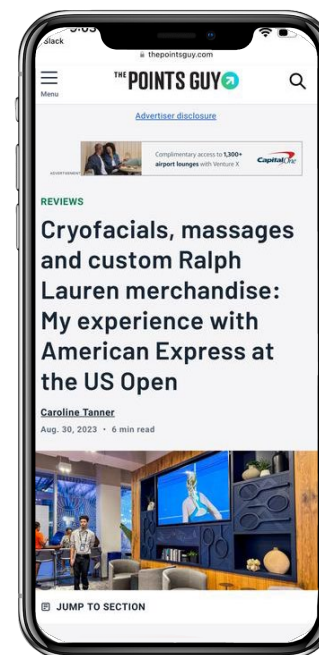 Slack
thepointsguy.com
Menu
THE POINTS GUY
Advertiser disclosure
ADVERTISEMENT
Complimentary access to 1,300+
airport lounges with Venture X
Capital One
REVIEWS
Cryofacials, massages
and custom Ralph
Lauren merchandise:
My experience with
American Express at
the US Open
Caroline Tanner
Aug. 30, 2023 • 6 min read
JUMP TO SECTION